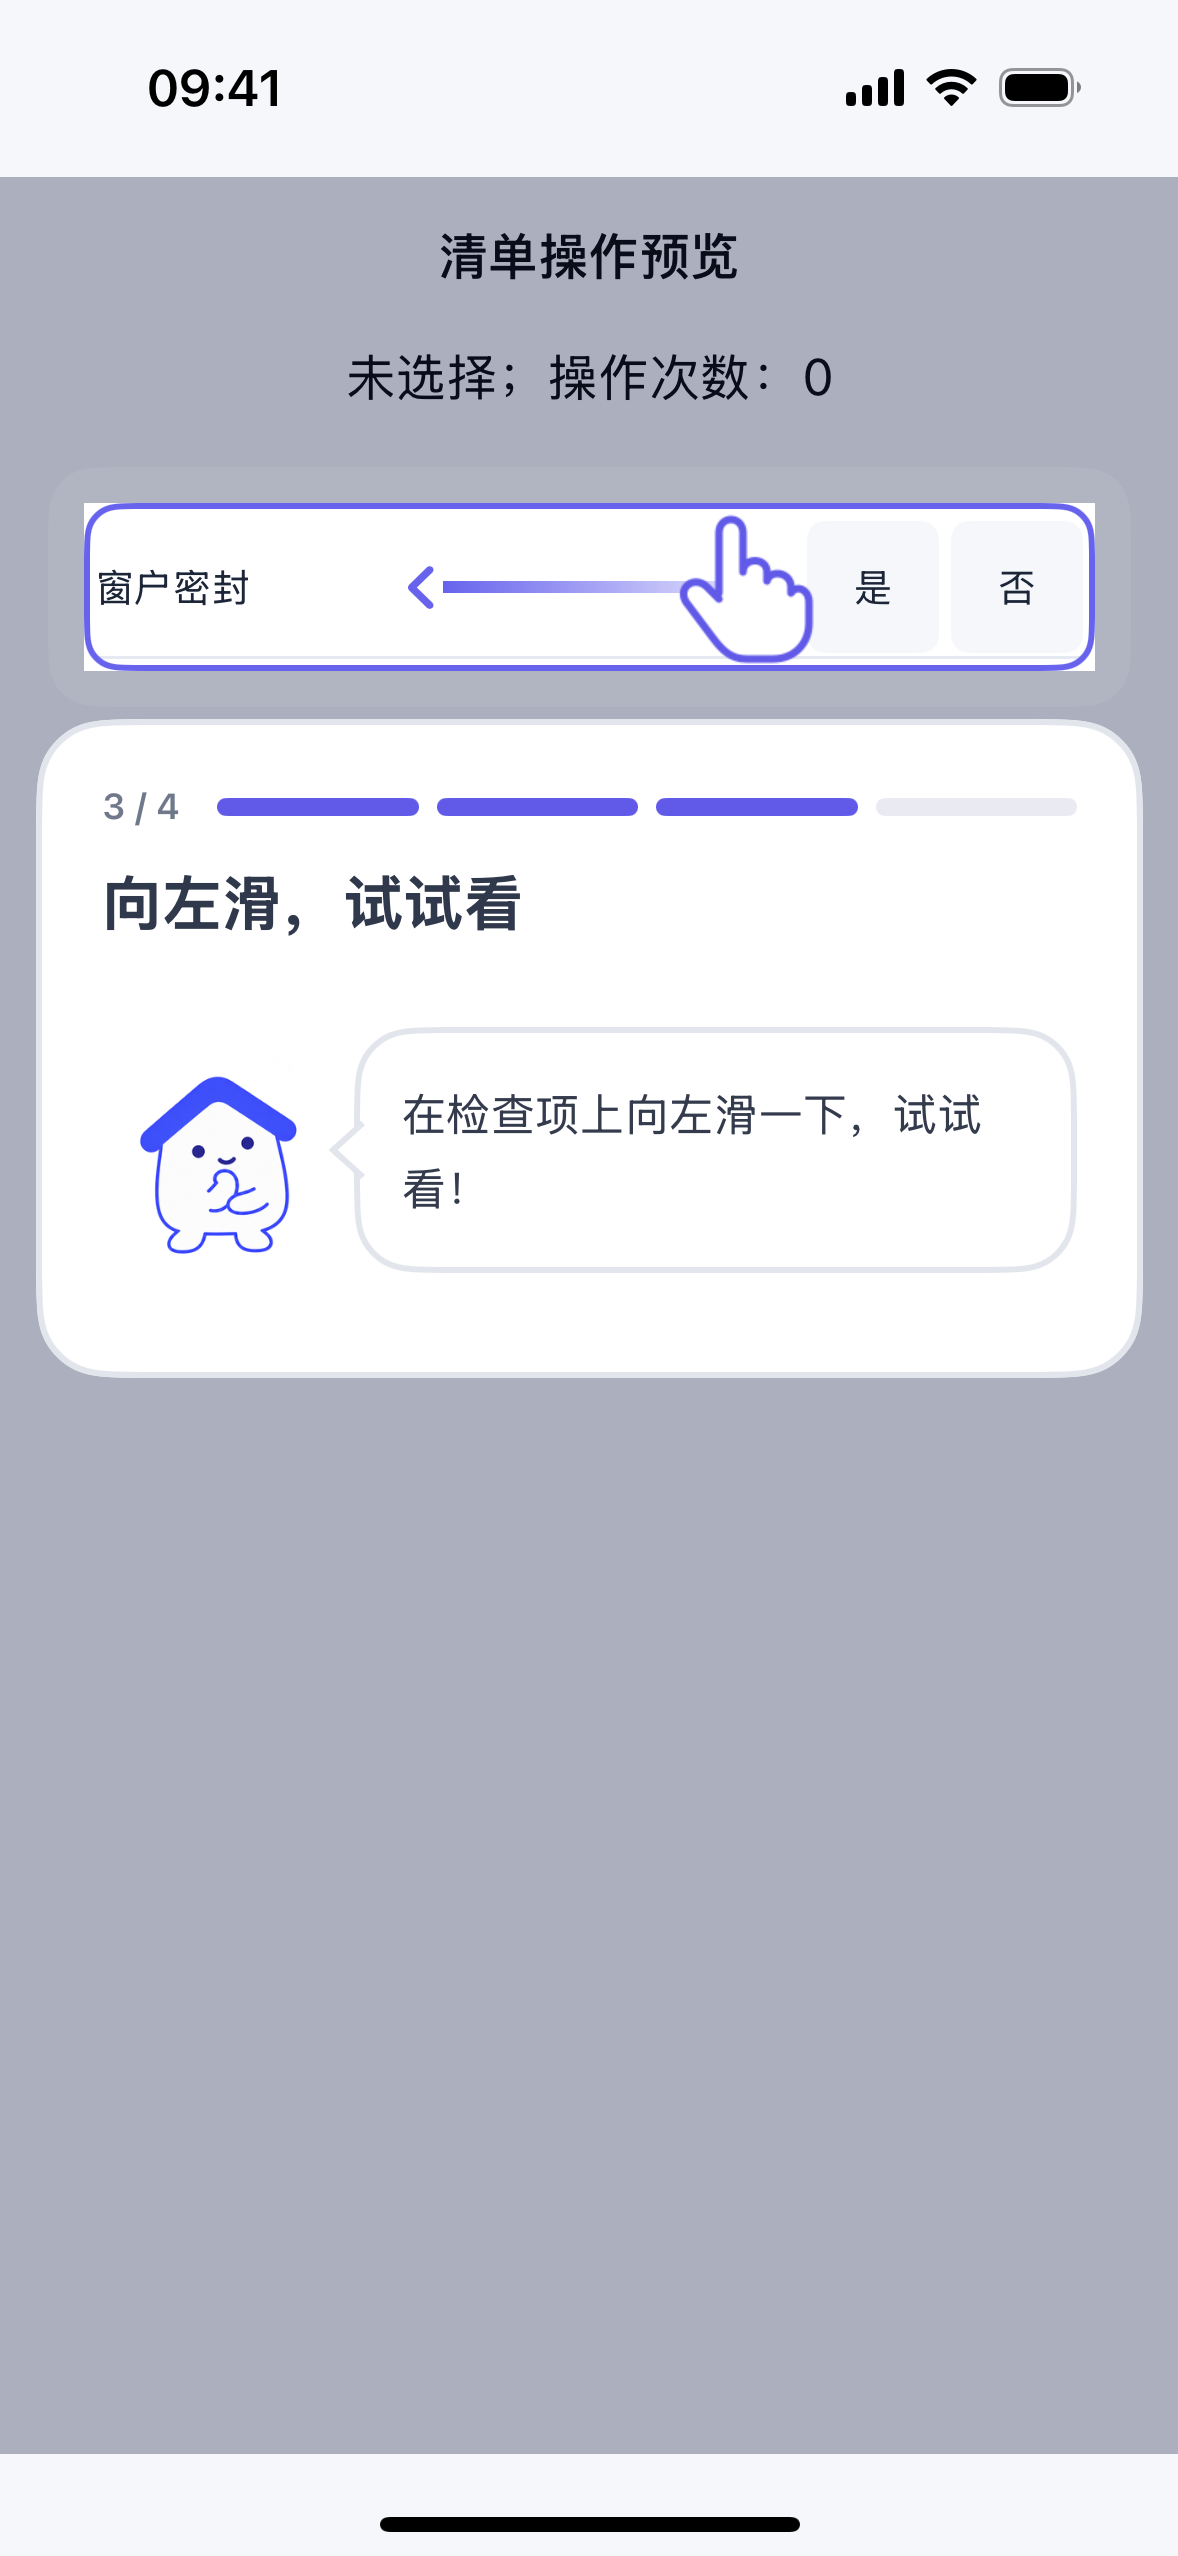 09:41
清单操作预览
未选择；操作次数：0
窗户密封
是
否
3 / 4
向左滑，试试看
在检查项上向左滑一下，试试
看！